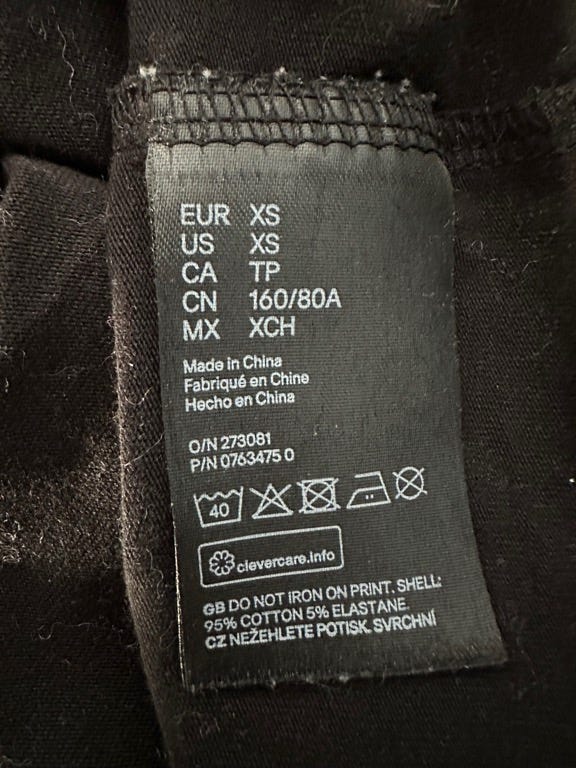 EUR XS
US XS
CA TP
CN 160/80A
MX XCH
Made in China
Fabriqué en Chine
Hecho en China
O/N 273081
P/N 0763475 0
40
clevercare.info
GB DO NOT IRON ON PRINT. SHELL:
95% COTTON 5% ELASTANE.
CZ NEŽEHLETE POTISK. SVRCHNÍ